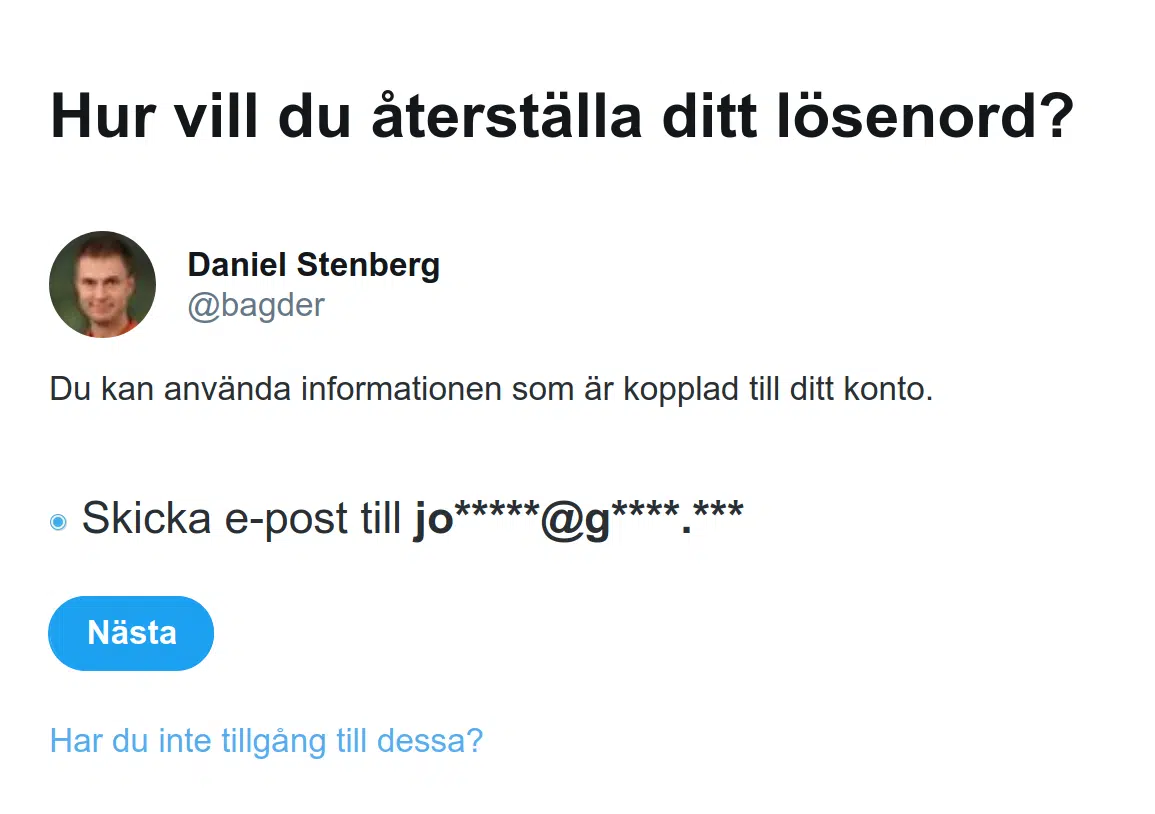 Hur vill du återställa ditt lösenord?
Daniel Stenberg
@bagder
Du kan använda informationen som är kopplad till ditt konto.
Skicka e-post till jo*****@g****.***
Nästa
Har du inte tillgång till dessa?